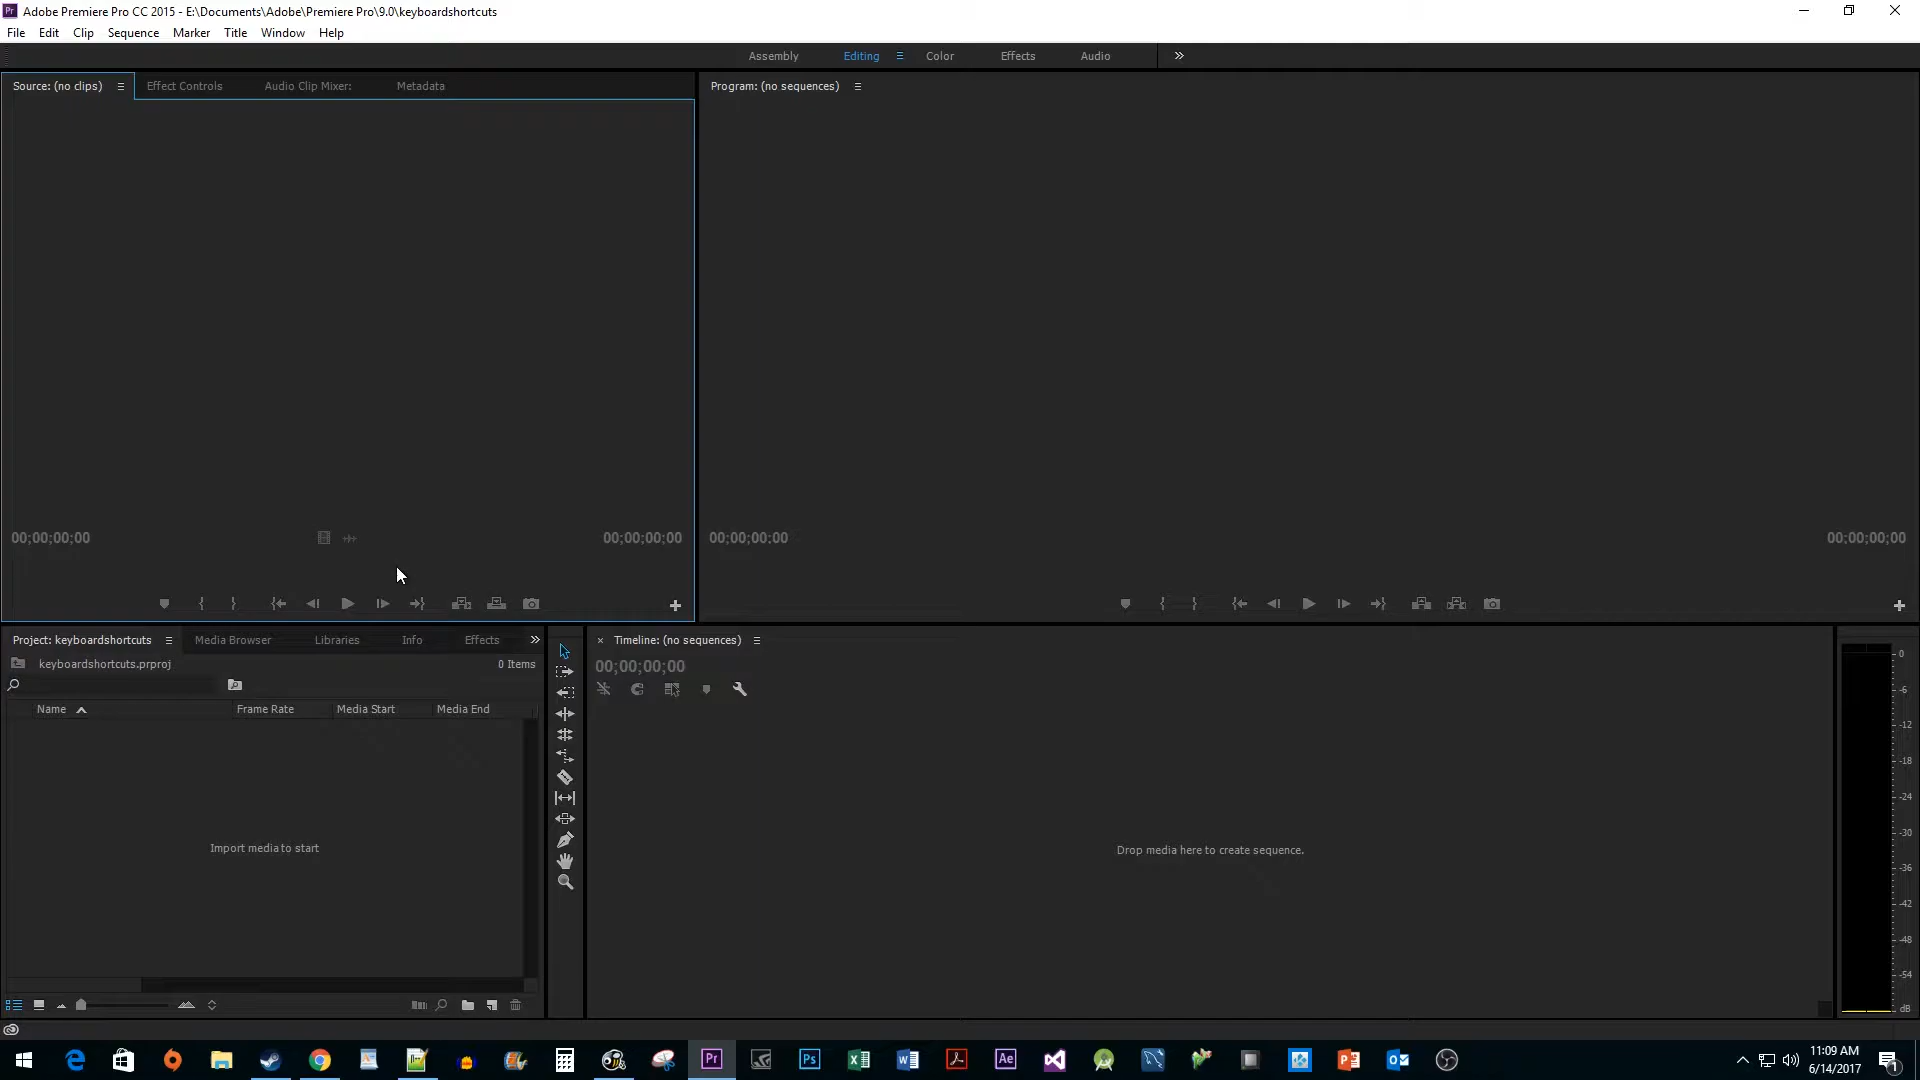 Adobe Premiere Pro CC 2015 - E:\Documents\Adobe\Premiere Pro\9.0\keyboardshortcuts
File Edit Clip Sequence Marker Title Window Help
Assembly Editing Color Effects Audio
Source: (no clips) Effect Controls Audio Clip Mixer: Metadata
Program: (no sequences)
00;00;00;00 00;00;00;00
00;00;00;00 00;00;00;00
Project: keyboardshortcuts Media Browser Libraries Info Effects
keyboardshortcuts.prproj 0 Items
Name Frame Rate Media Start Media End
Import media to start
Timeline: (no sequences)
00;00;00;00
Drop media here to create sequence.
0
-6
-12
-18
-24
-30
-36
-42
-48
-54
dB
Pr Ps Ae
11:09 AM
6/14/2017
1